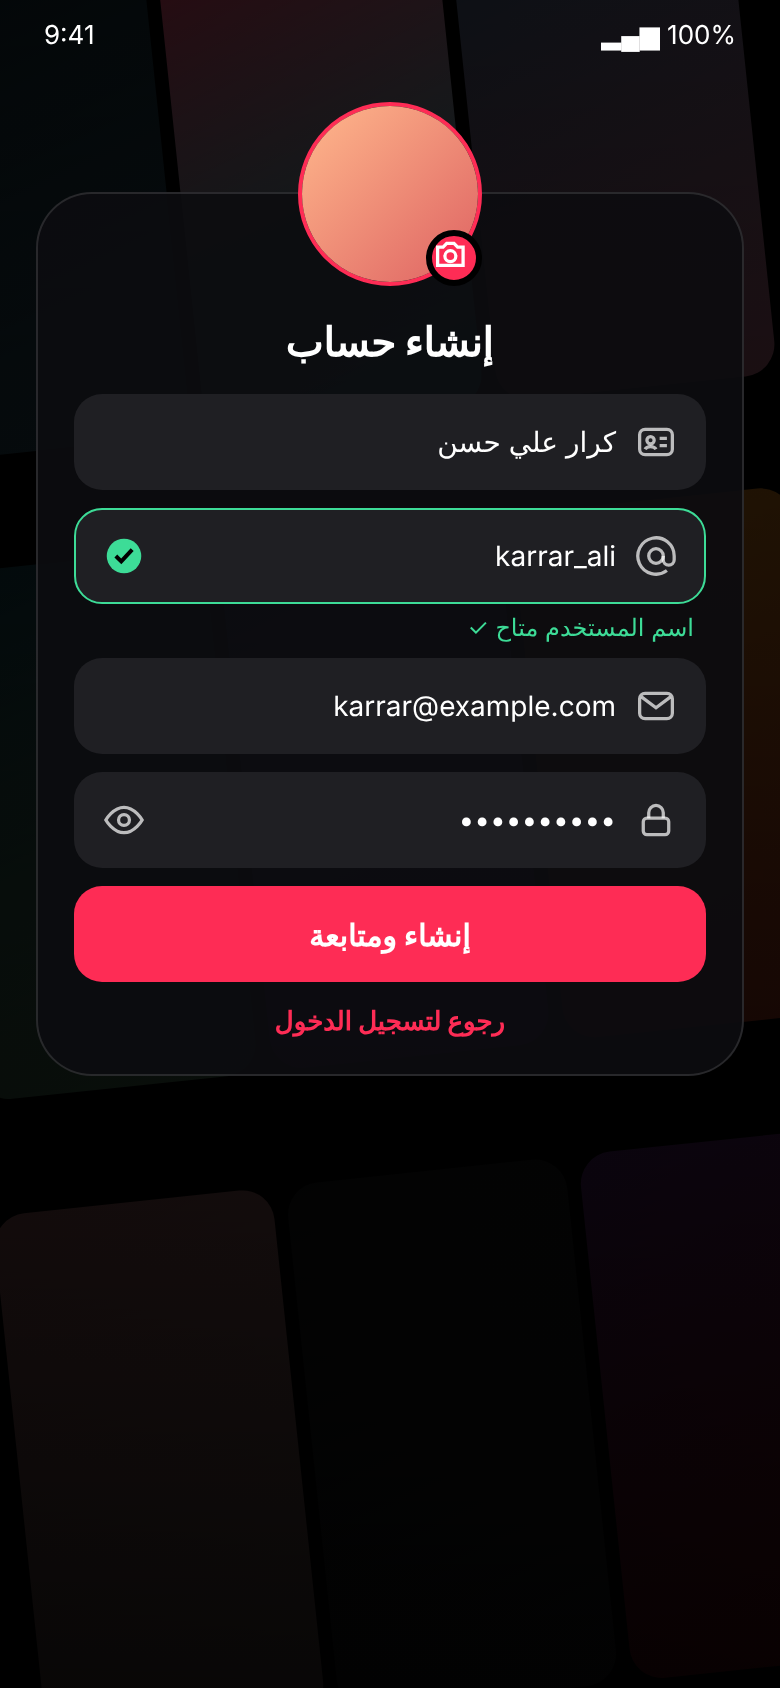 9:41
100%
إنشاء حساب
كرار علي حسن
karrar_ali
اسم المستخدم متاح ✓
karrar@example.com
••••••••••
إنشاء ومتابعة
رجوع لتسجيل الدخول